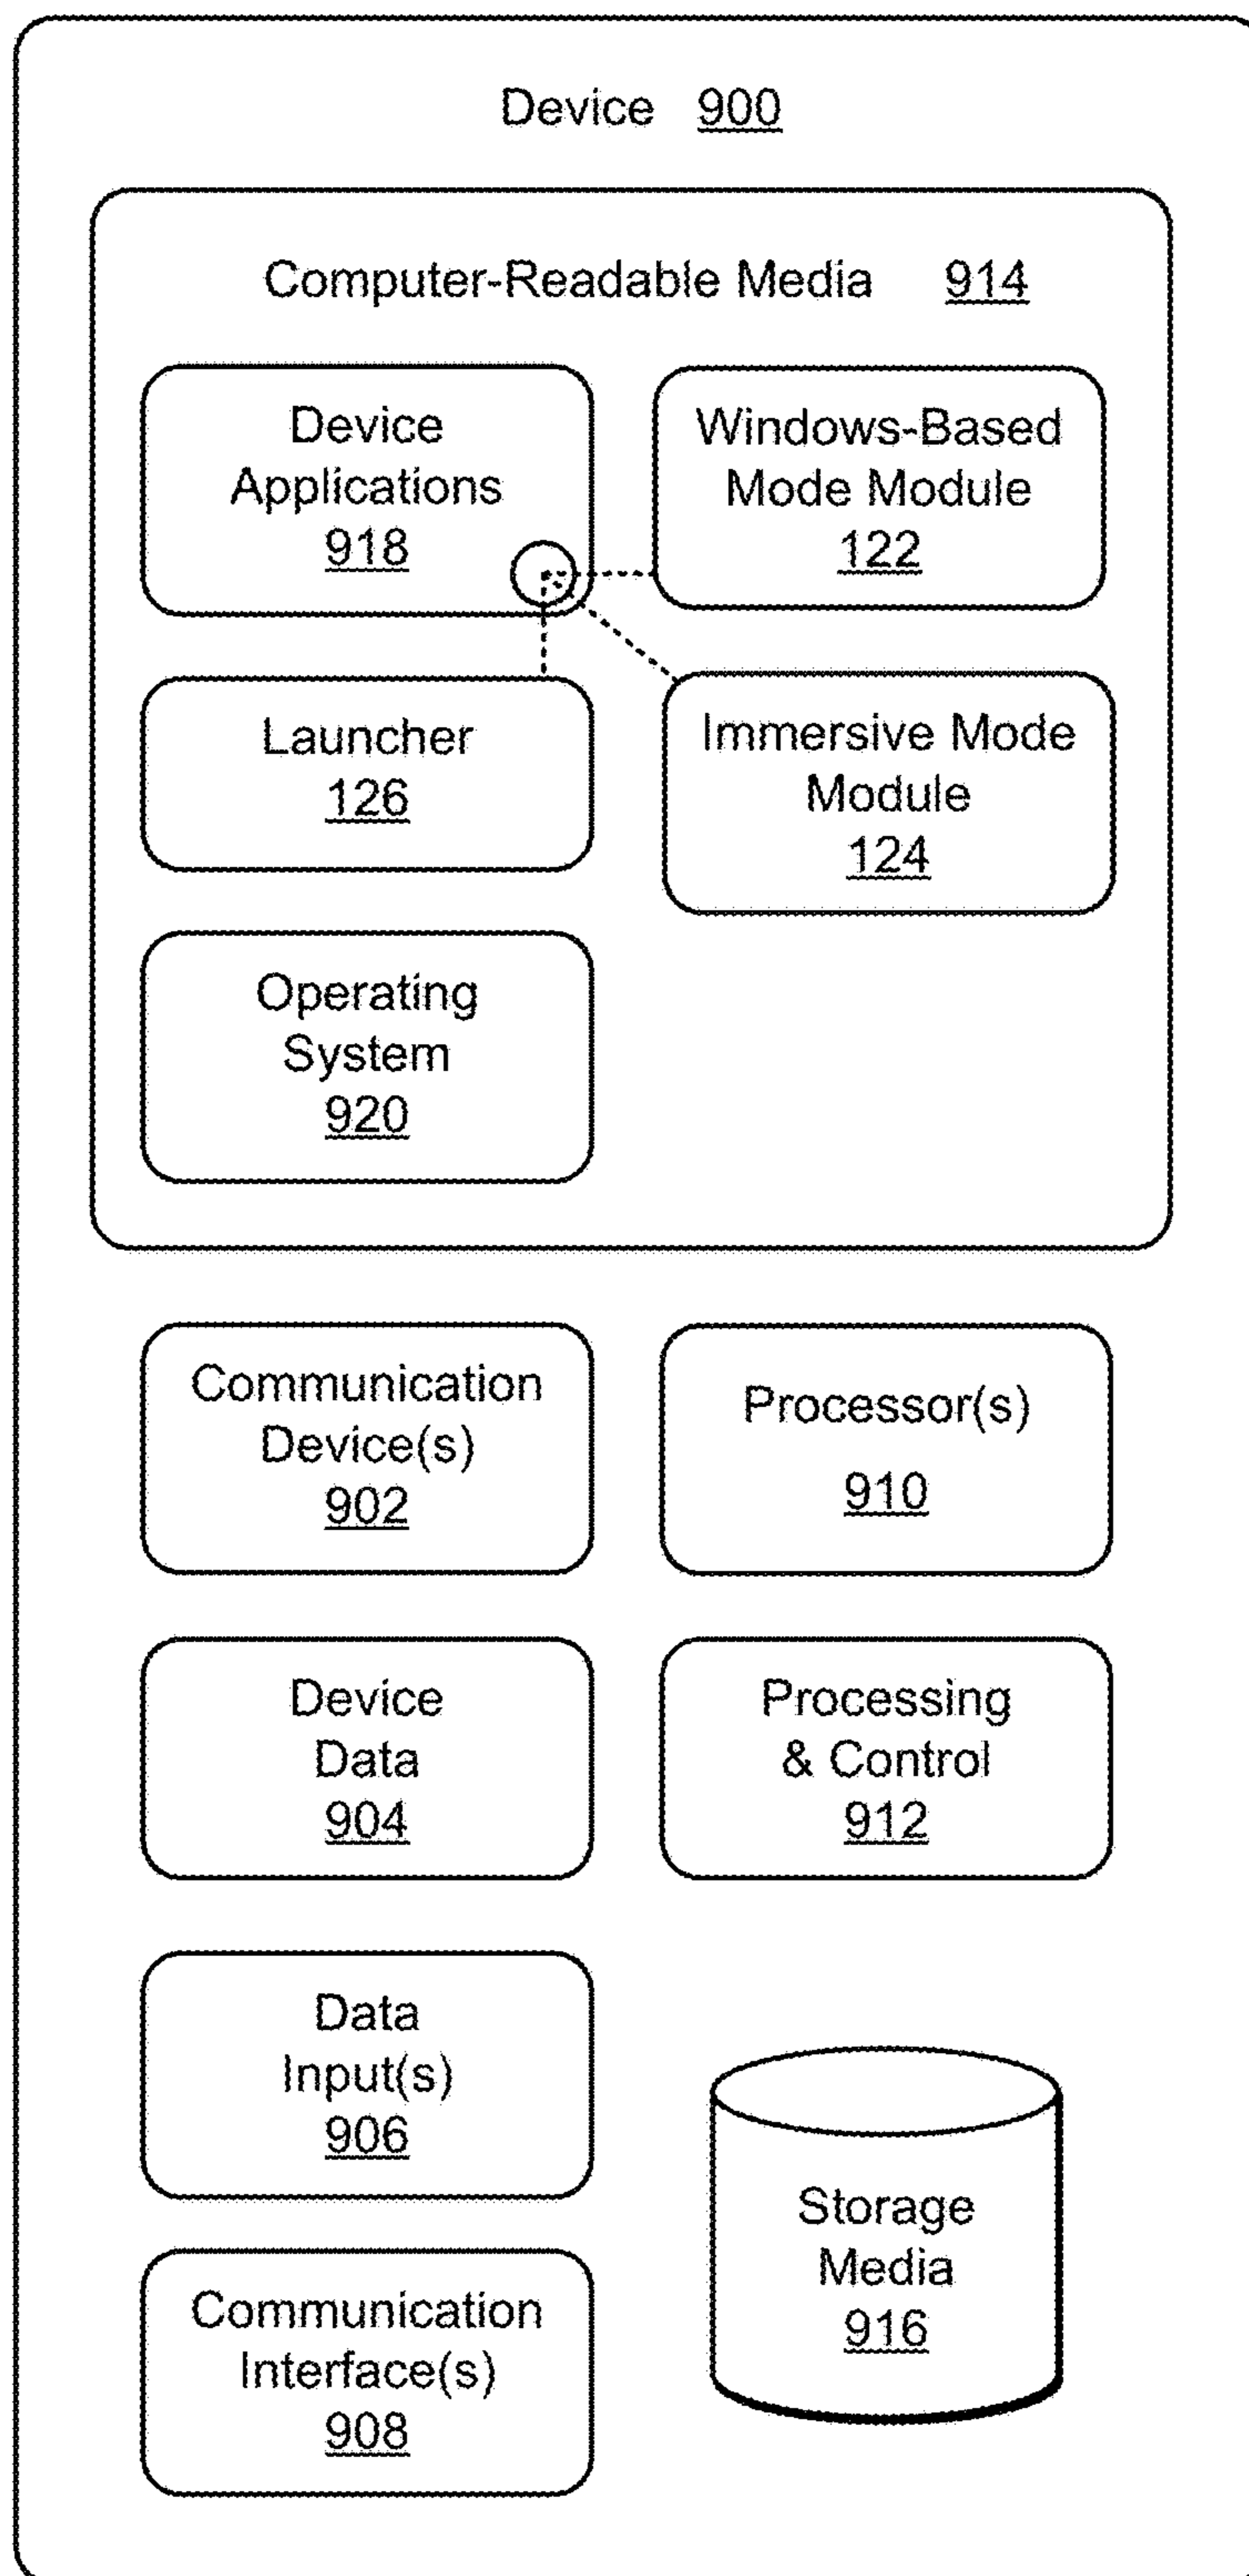 Device 900
Computer-Readable Media 914
Device
Applications
918
Windows-Based
Mode Module
122
Launcher
126
Immersive Mode
Module
124
Operating
System
920
Communication
Device(s)
902
Processor(s)
910
Device
Data
904
Processing
& Control
912
Data
Input(s)
906
Storage
Media
916
Communication
Interface(s)
908